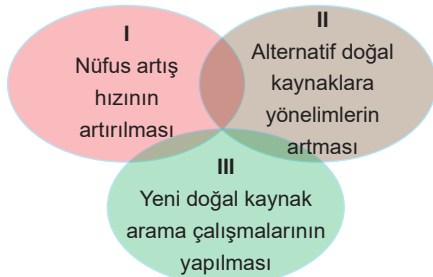 I
Nüfus artış
hızının
artırılması
II
Alternatif doğal
kaynaklara
yönelimlerin
artması
III
Yeni doğal kaynak
arama çalışmalarının
yapılması